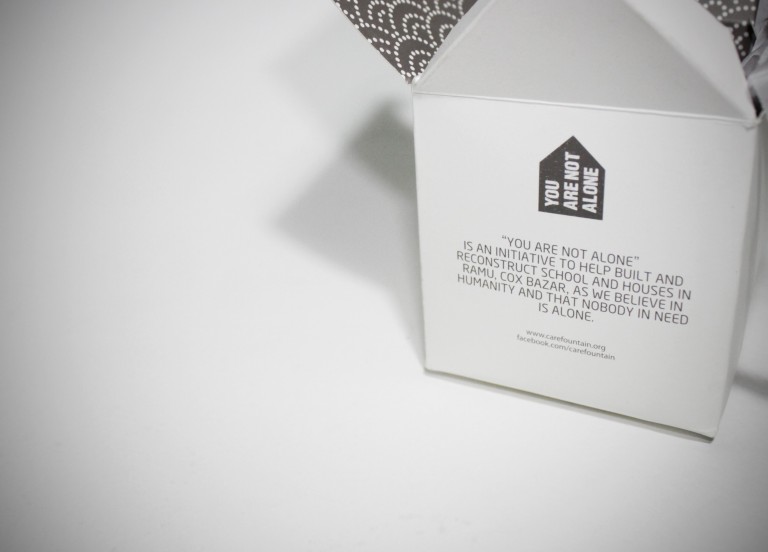 YOU
ARE NOT
ALONE
“YOU ARE NOT ALONE”
IS AN INITIATIVE TO HELP BUILT AND
RECONSTRUCT SCHOOL AND HOUSES IN
RAMU, COX BAZAR, AS WE BELIEVE IN
HUMANITY AND THAT NOBODY IN NEED
IS ALONE.
www.carefountain.org
facebook.com/carefountain